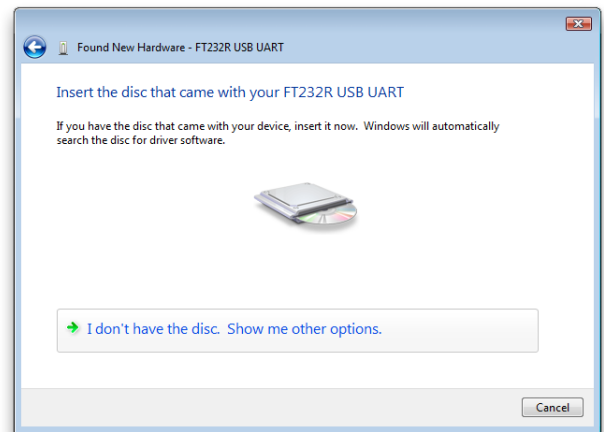 Found New Hardware - FT232R USB UART
Insert the disc that came with your FT232R USB UART
If you have the disc that came with your device, insert it now.  Windows will automatically
search the disc for driver software.
I don't have the disc.  Show me other options.
Cancel